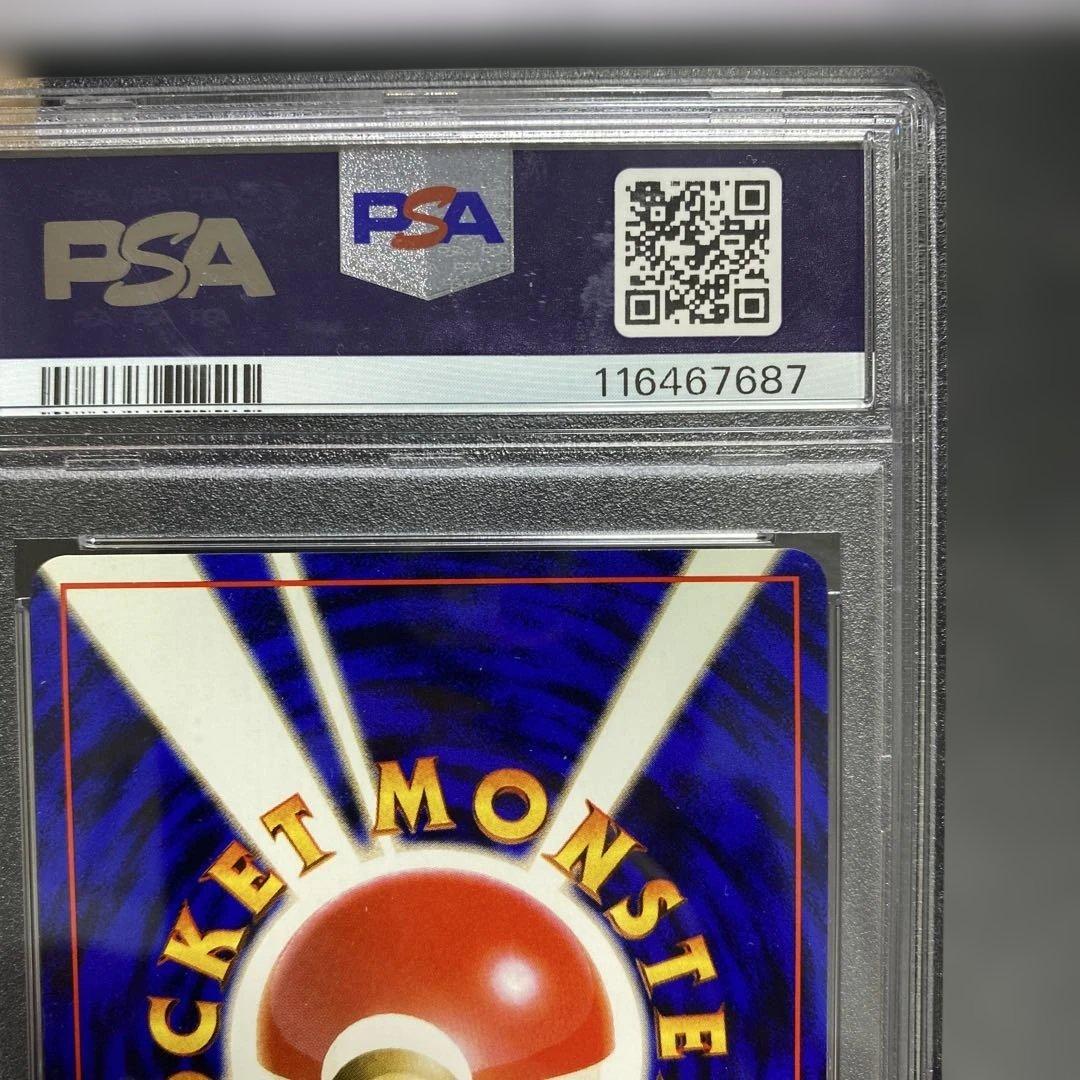 PSA
PSA
116467687
POCKET MONSTE